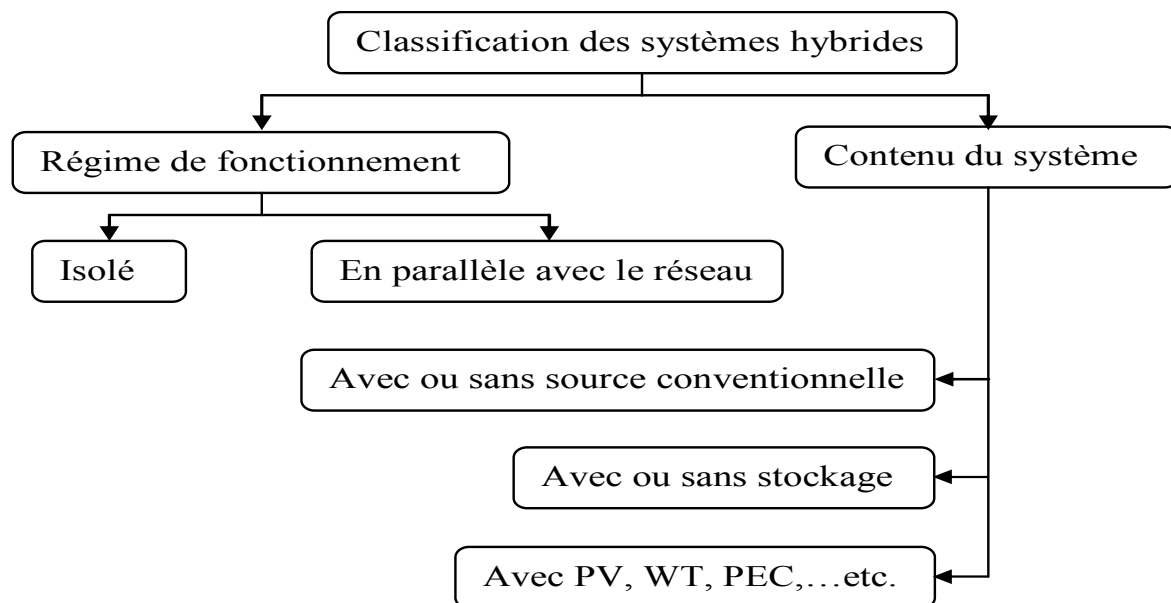 Classification des systèmes hybrides
Régime de fonctionnement
Contenu du système
Isolé
En parallèle avec le réseau
Avec ou sans source conventionnelle
Avec ou sans stockage
Avec PV, WT, PEC,…etc.